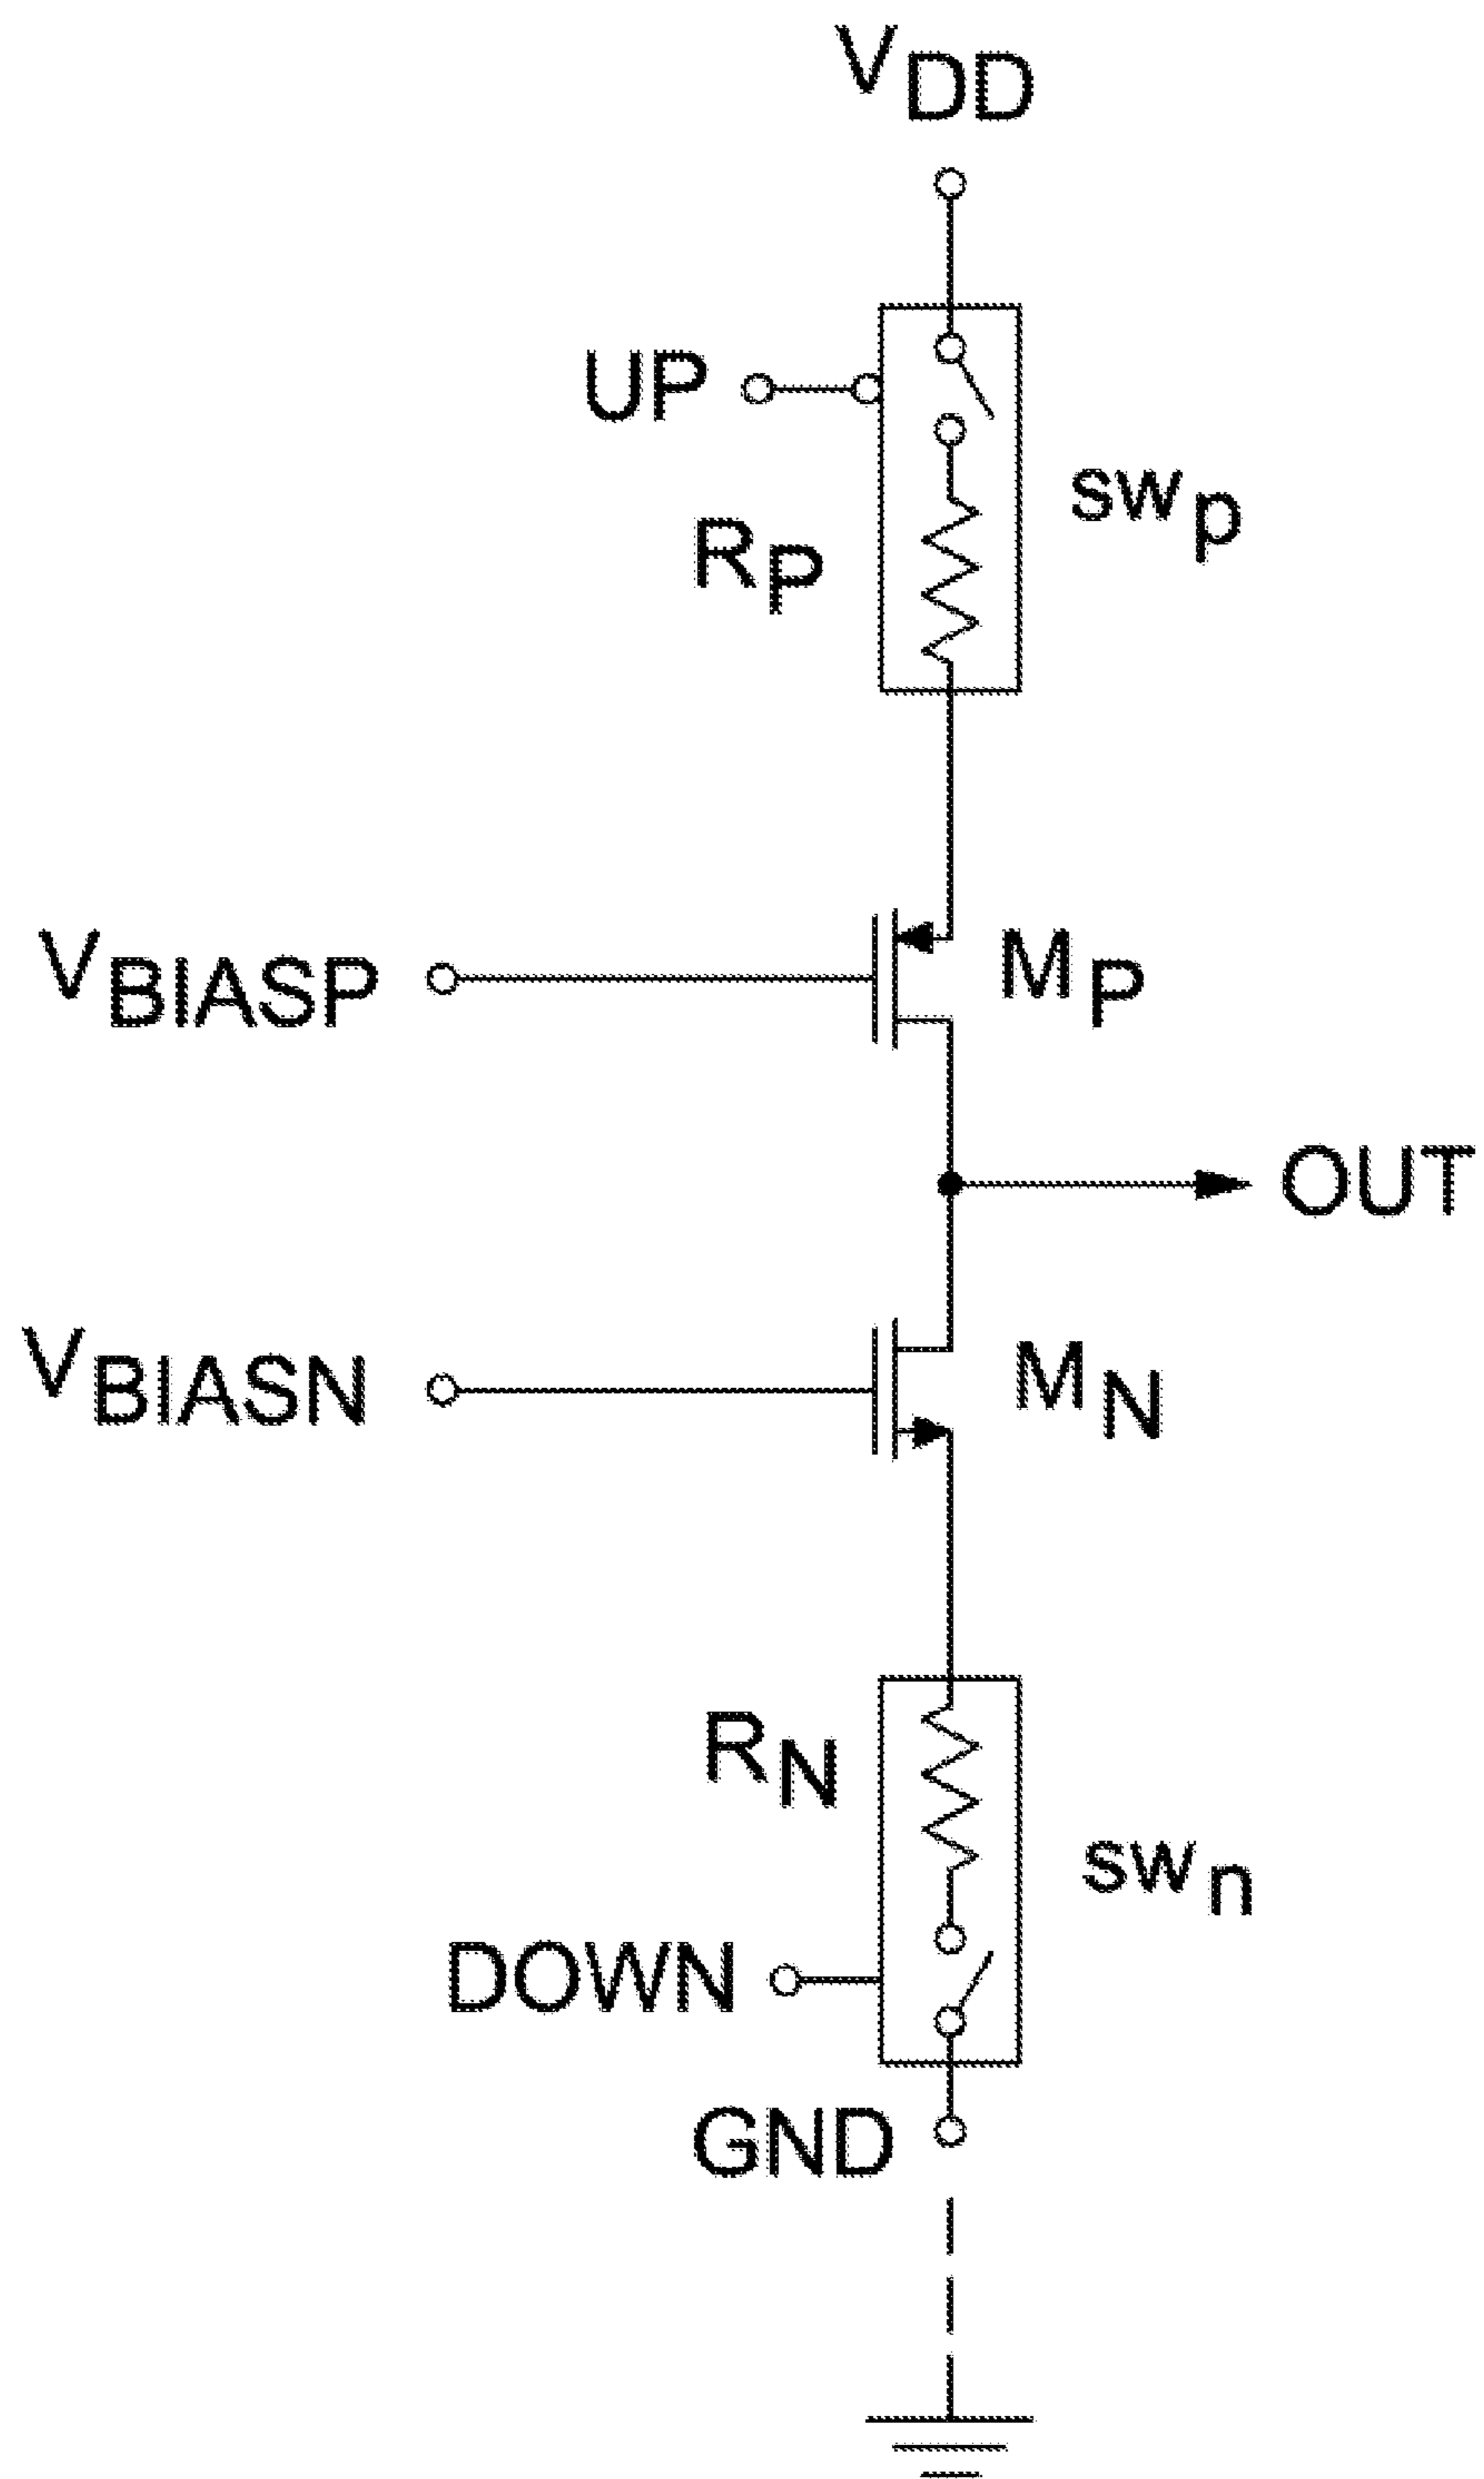 VDD
UP
swp
RP
VBIASP
MP
OUT
VBIASN
MN
RN
swn
DOWN
GND